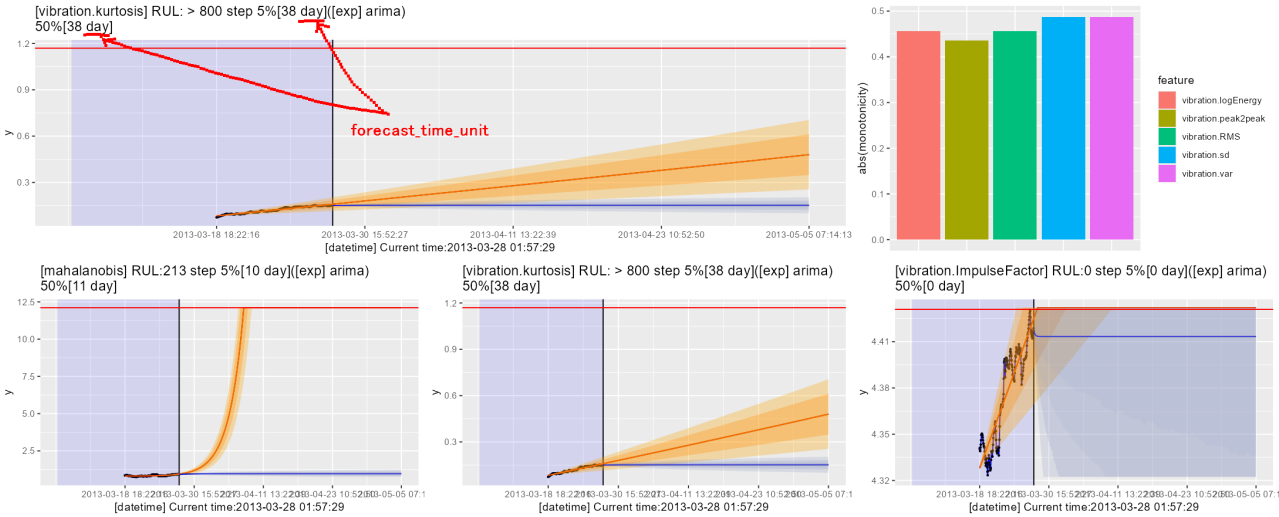 [vibration.kurtosis] RUL: > 800 step 5%[38 day]([exp] arima)
50%[38 day]
1.2
0.9
0.6
0.3
y
forecast_time_unit
2013-03-18 18:22:16 2013-03-30 15:52:27 2013-04-11 13:22:39 2013-04-23 10:52:50 2013-05-05 07:14:13
[datetime] Current time:2013-03-28 01:57:29
0.5
0.4
0.3
0.2
0.1
0.0
abs(monotonicity)
feature
vibration.logEnergy
vibration.peak2peak
vibration.RMS
vibration.sd
vibration.var
[mahalanobis] RUL:213 step 5%[10 day]([exp] arima)
50%[11 day]
12.5
10.0
7.5
5.0
2.5
y
[datetime] Current time:2013-03-28 01:57:29
[vibration.kurtosis] RUL: > 800 step 5%[38 day]([exp] arima)
50%[38 day]
1.2
0.9
0.6
0.3
y
[datetime] Current time:2013-03-28 01:57:29
[vibration.ImpulseFactor] RUL:0 step 5%[0 day]([exp] arima)
50%[0 day]
4.41
4.38
4.35
4.32
y
[datetime] Current time:2013-03-28 01:57:29